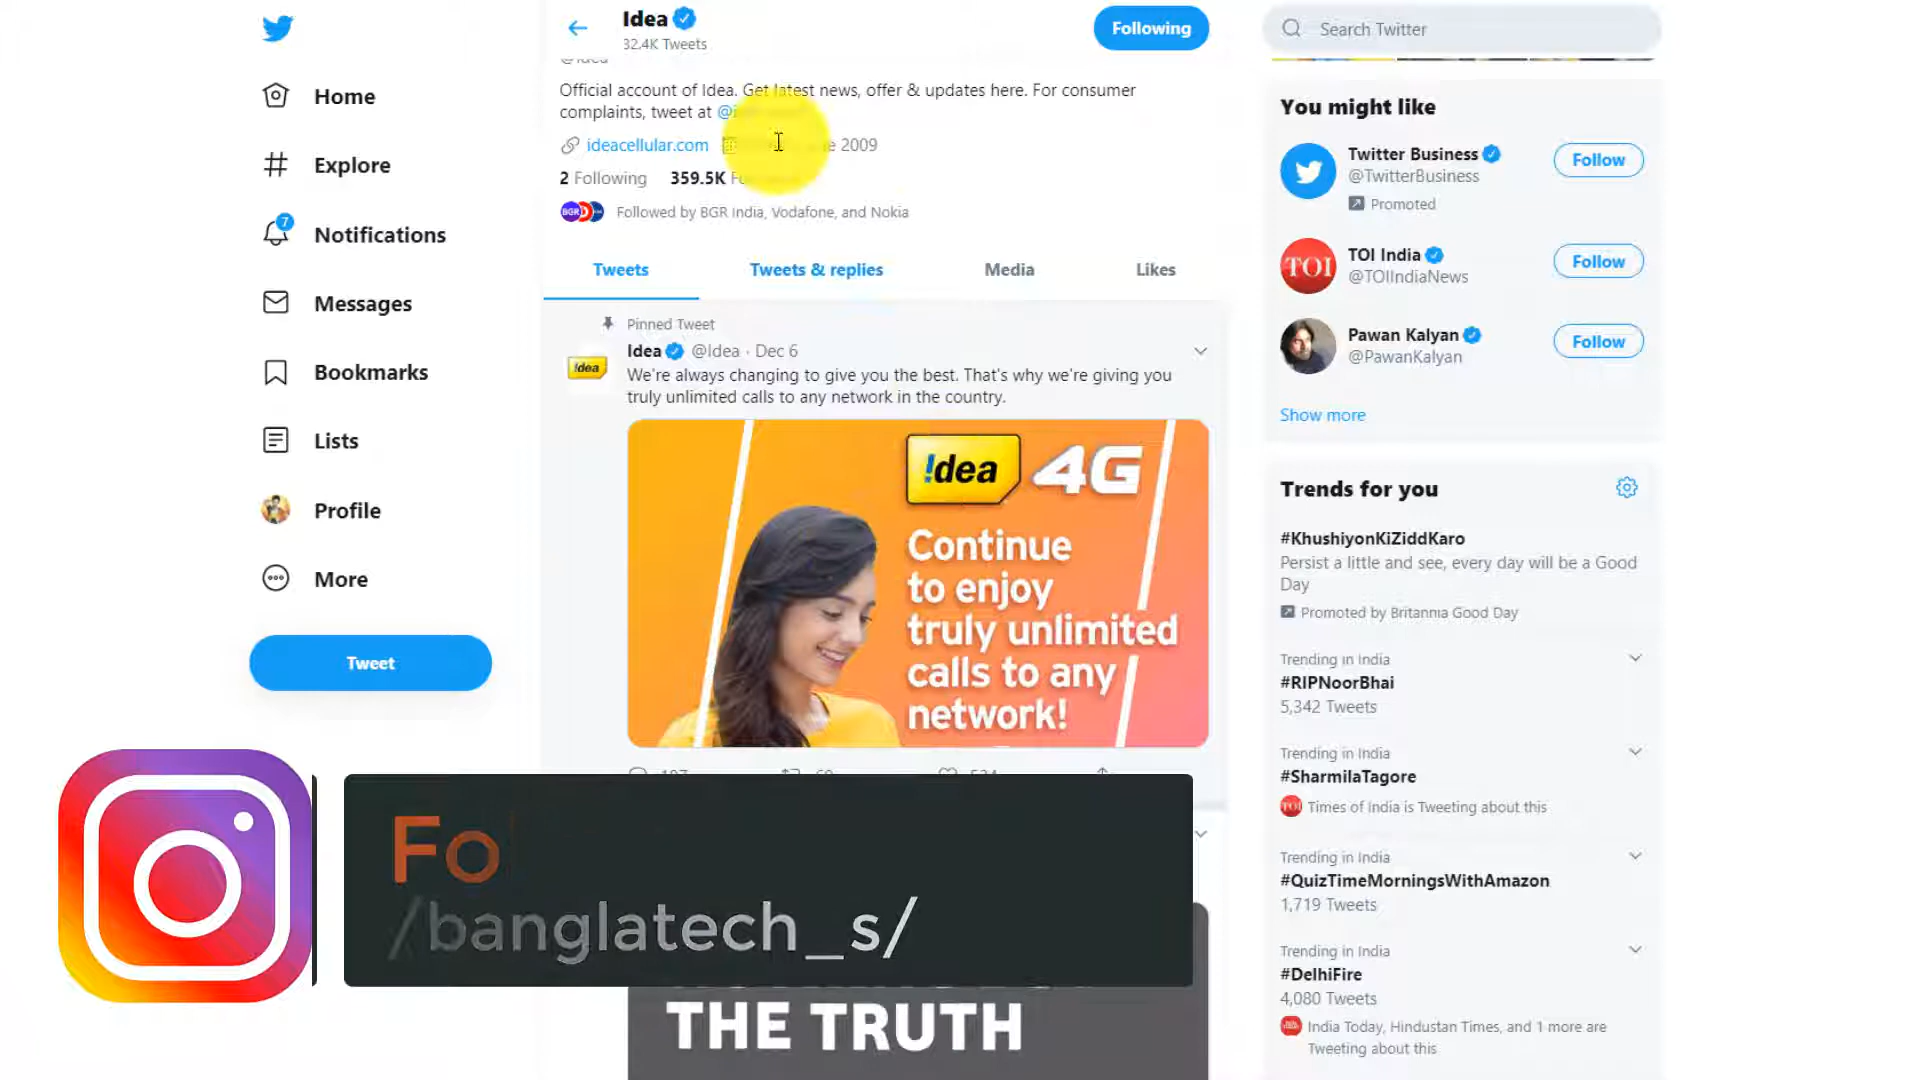 Home
Explore
7
Notifications
Messages
Bookmarks
Lists
Profile
More
Tweet
Idea
32.4K Tweets
Following
@Idea
Official account of Idea. Get latest news, offer & updates here. For consumer
complaints, tweet at
ideacellular.com 2009
2 Following 359.5K
BGR Followed by BGR India, Vodafone, and Nokia
Tweets Tweets & replies Media Likes
Pinned Tweet
Idea @Idea · Dec 6
!dea
We're always changing to give you the best. That's why we're giving you
truly unlimited calls to any network in the country.
!dea 4G
Continue
to enjoy
truly unlimited
calls to any
network!
Fo
/banglatech_s/
THE TRUTH
Search Twitter
You might like
Twitter Business
@TwitterBusiness
Promoted
Follow
TOI
TOI India
@TOIIndiaNews
Follow
Pawan Kalyan
@PawanKalyan
Follow
Show more
Trends for you
#KhushiyonKiZiddKaro
Persist a little and see, every day will be a Good
Day
Promoted by Britannia Good Day
Trending in India
#RIPNoorBhai
5,342 Tweets
Trending in India
#SharmilaTagore
TOI Times of India is Tweeting about this
Trending in India
#QuizTimeMorningsWithAmazon
1,719 Tweets
Trending in India
#DelhiFire
4,080 Tweets
India Today, Hindustan Times, and 1 more are
Tweeting about this